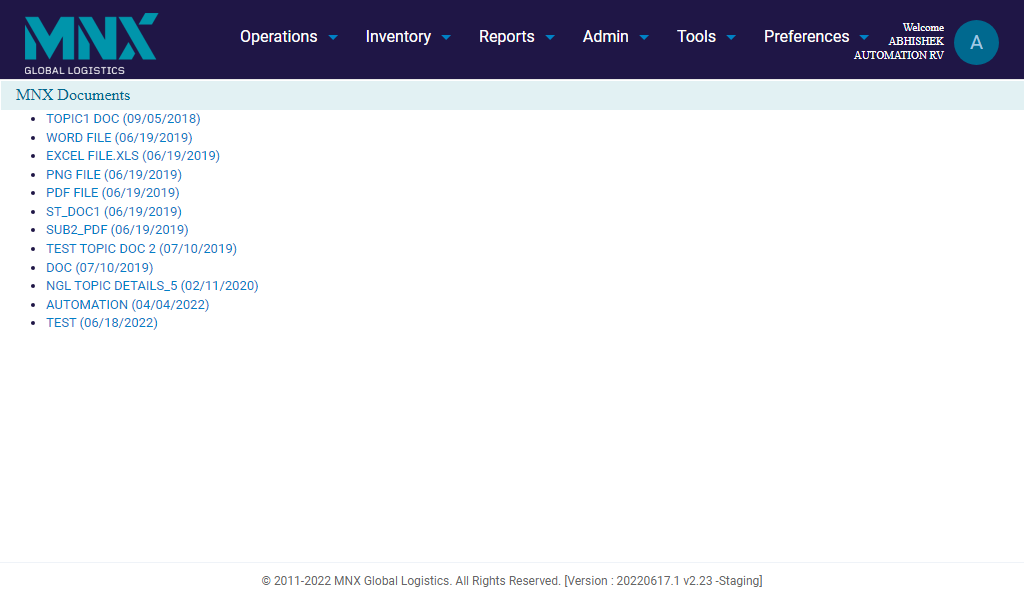 MNX
GLOBAL LOGISTICS
Operations Inventory Reports Admin Tools Preferences
Welcome
ABHISHEK
AUTOMATION RV
A
MNX Documents
TOPIC1 DOC (09/05/2018)
WORD FILE (06/19/2019)
EXCEL FILE.XLS (06/19/2019)
PNG FILE (06/19/2019)
PDF FILE (06/19/2019)
ST_DOC1 (06/19/2019)
SUB2_PDF (06/19/2019)
TEST TOPIC DOC 2 (07/10/2019)
DOC (07/10/2019)
NGL TOPIC DETAILS_5 (02/11/2020)
AUTOMATION (04/04/2022)
TEST (06/18/2022)
© 2011-2022 MNX Global Logistics. All Rights Reserved. [Version : 20220617.1 v2.23 -Staging]